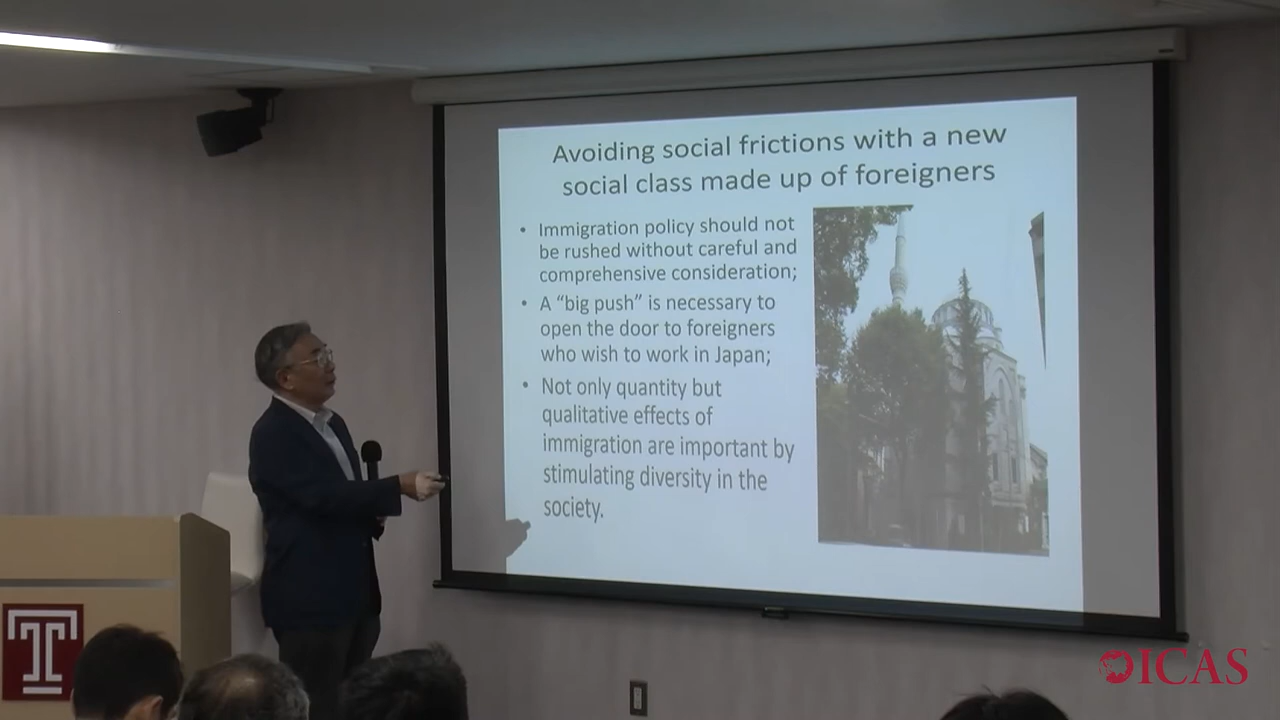 Avoiding social frictions with a new
social class made up of foreigners
• Immigration policy should not
be rushed without careful and
comprehensive consideration;
• A “big push” is necessary to
open the door to foreigners
who wish to work in Japan;
• Not only quantity but
qualitative effects of
immigration are important by
stimulating diversity in the
society.
T
ICAS